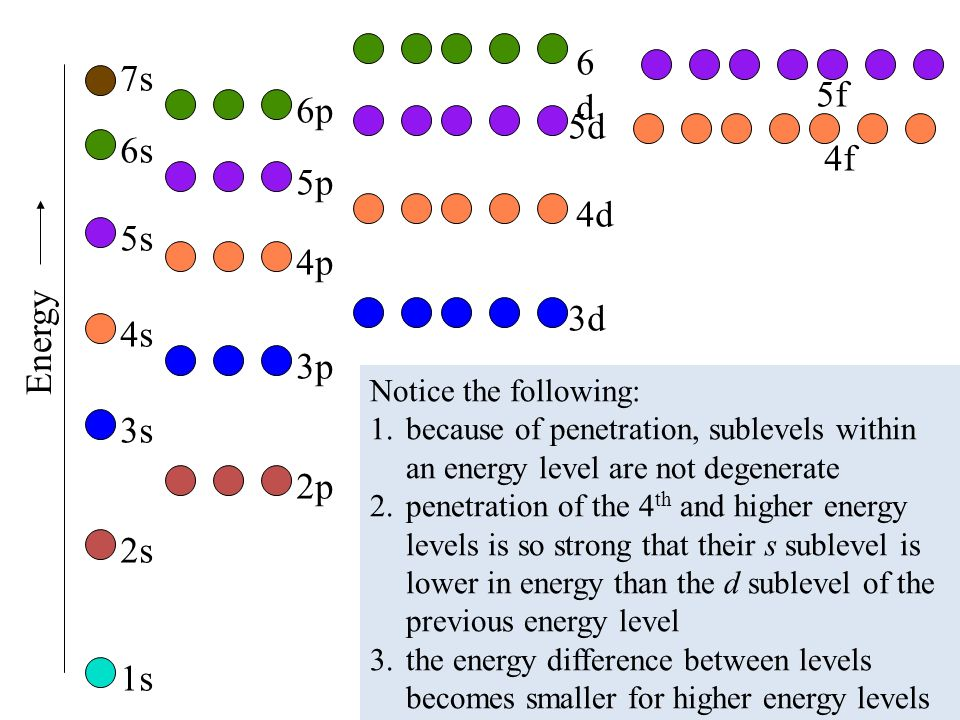 7s
6s
5s
4s
3s
2s
1s
6p
5p
4p
3p
2p
6
d
5d
4d
3d
5f
4f
Energy
Notice the following:
1. because of penetration, sublevels within
an energy level are not degenerate
2. penetration of the 4th and higher energy
levels is so strong that their s sublevel is
lower in energy than the d sublevel of the
previous energy level
3. the energy difference between levels
becomes smaller for higher energy levels